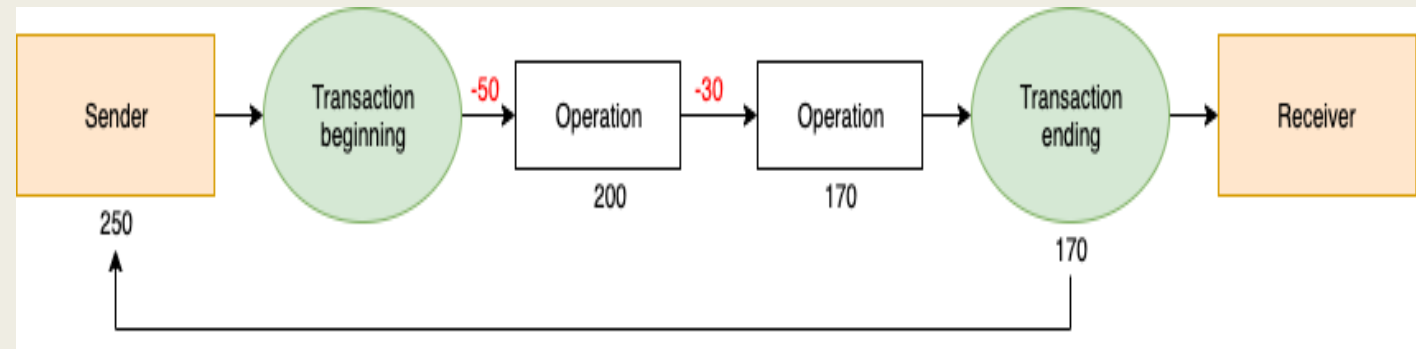 Sender
Transaction
beginning
-50
Operation
-30
Operation
Transaction
ending
Receiver
250
200
170
170